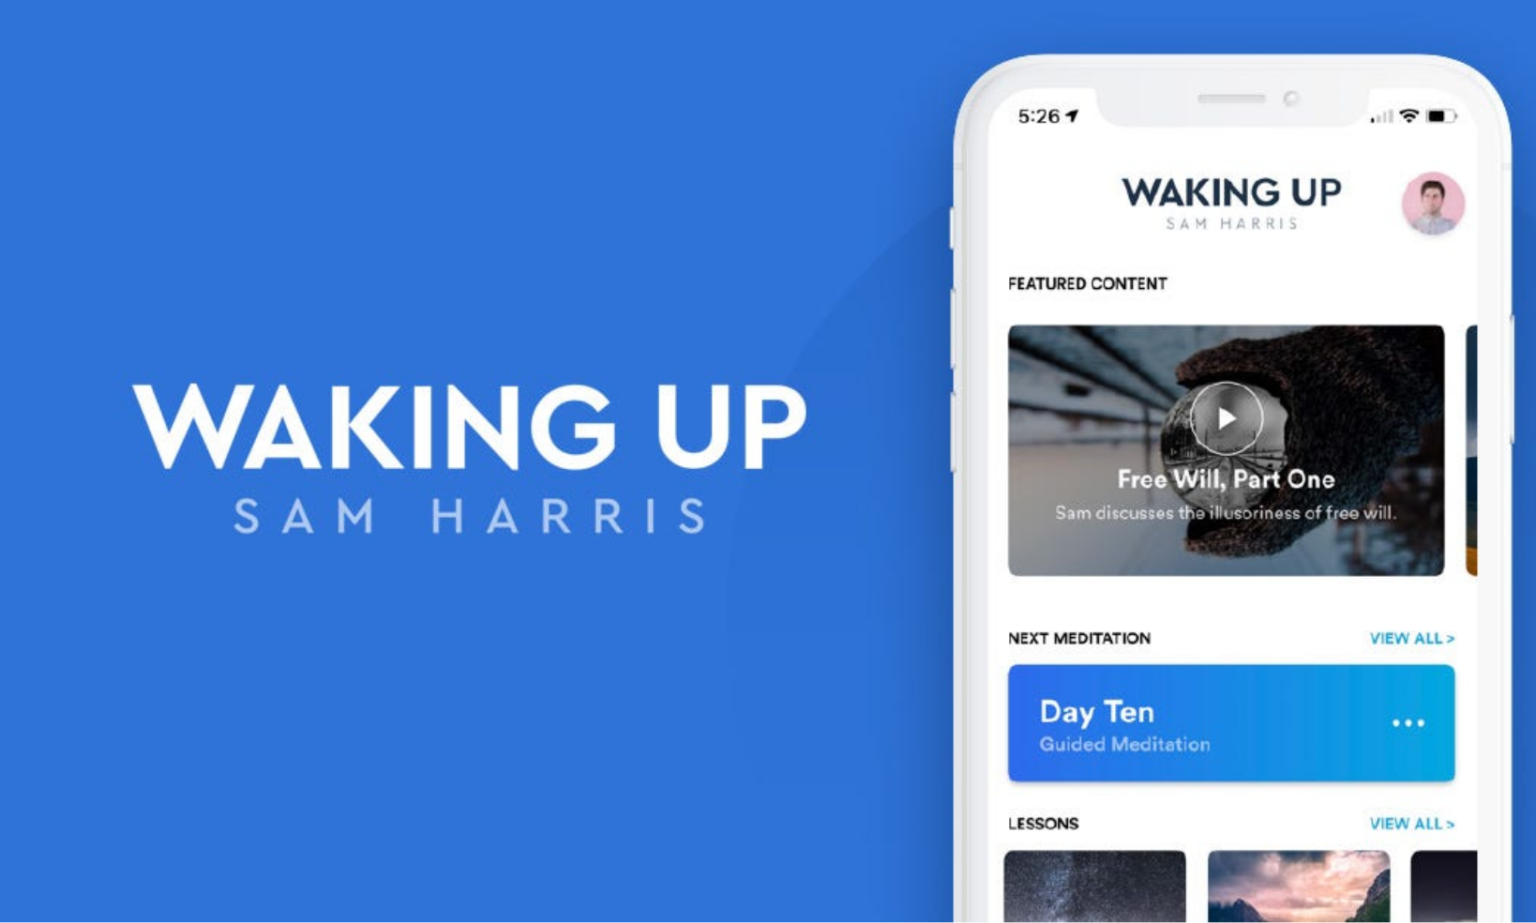 WAKING UP
SAM HARRIS
5:26
WAKING UP
SAM HARRIS
FEATURED CONTENT
Free Will, Part One
Sam discusses the illusoriness of free will.
NEXT MEDITATION
VIEW ALL >
Day Ten
Guided Meditation
LESSONS
VIEW ALL >